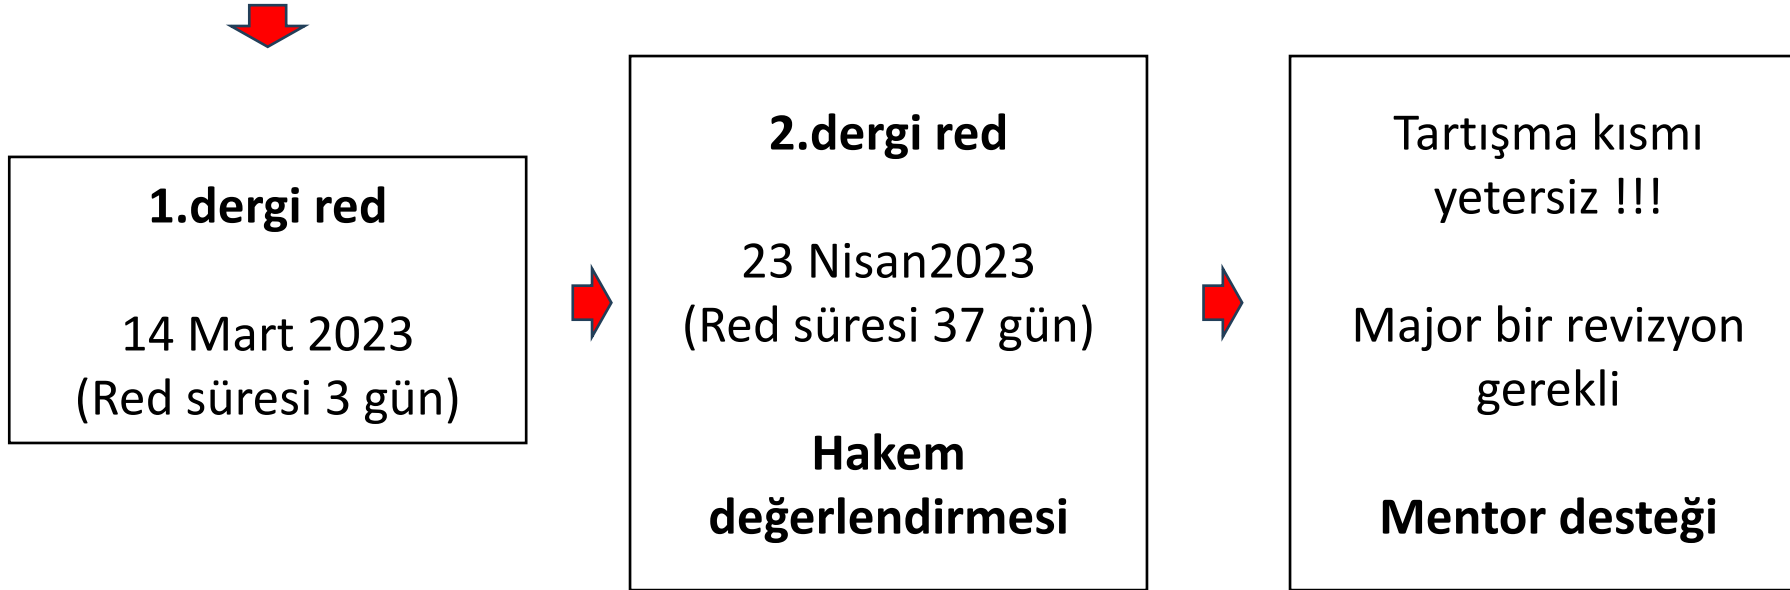 1.dergi red
14 Mart 2023
(Red süresi 3 gün)
2.dergi red
23 Nisan2023
(Red süresi 37 gün)
Hakem
değerlendirmesi
Tartışma kısmı
yetersiz !!!
Major bir revizyon
gerekli
Mentor desteği